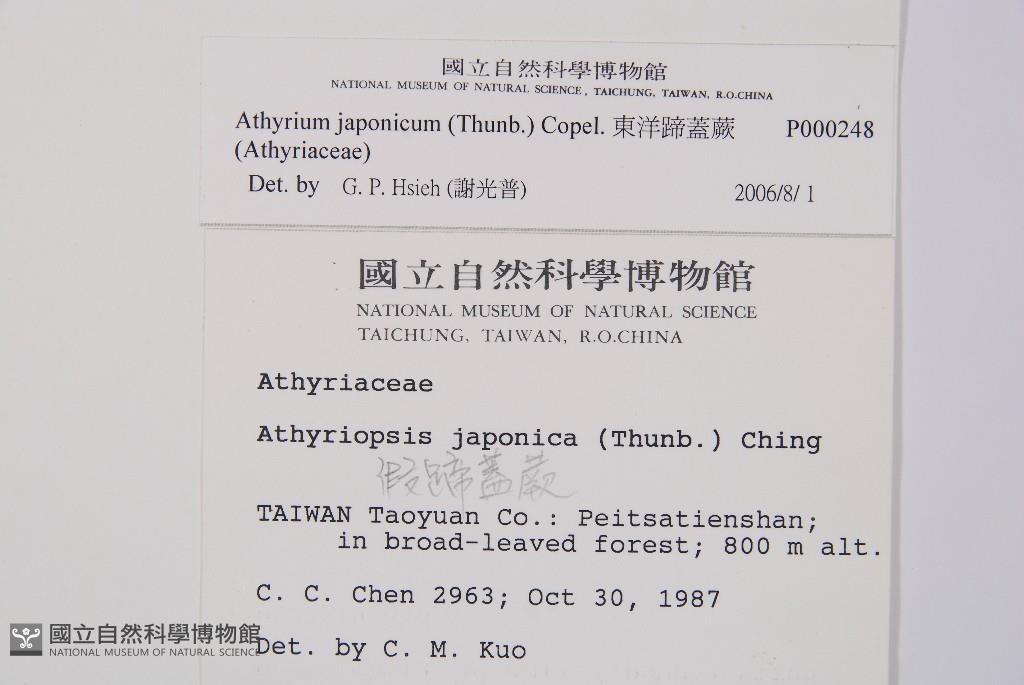 國立自然科學博物館
NATIONAL MUSEUM OF NATURAL SCIENCE, TAICHUNG, TAIWAN, R.O.CHINA
Athyrium japonicum (Thunb.) Copel. 東洋蹄蓋蕨 P000248
(Athyriaceae)
Det. by G. P. Hsieh (謝光普) 2006/8/ 1
國立自然科學博物館
NATIONAL MUSEUM OF NATURAL SCIENCE
TAICHUNG, TAIWAN, R.O.CHINA
Athyriaceae
Athyriopsis japonica (Thunb.) Ching
假蹄蓋蕨
TAIWAN Taoyuan Co.: Peitsatienshan;
in broad-leaved forest; 800 m alt.
C. C. Chen 2963; Oct 30, 1987
Det. by C. M. Kuo
國立自然科學博物館
NATIONAL MUSEUM OF NATURAL SCIENCE